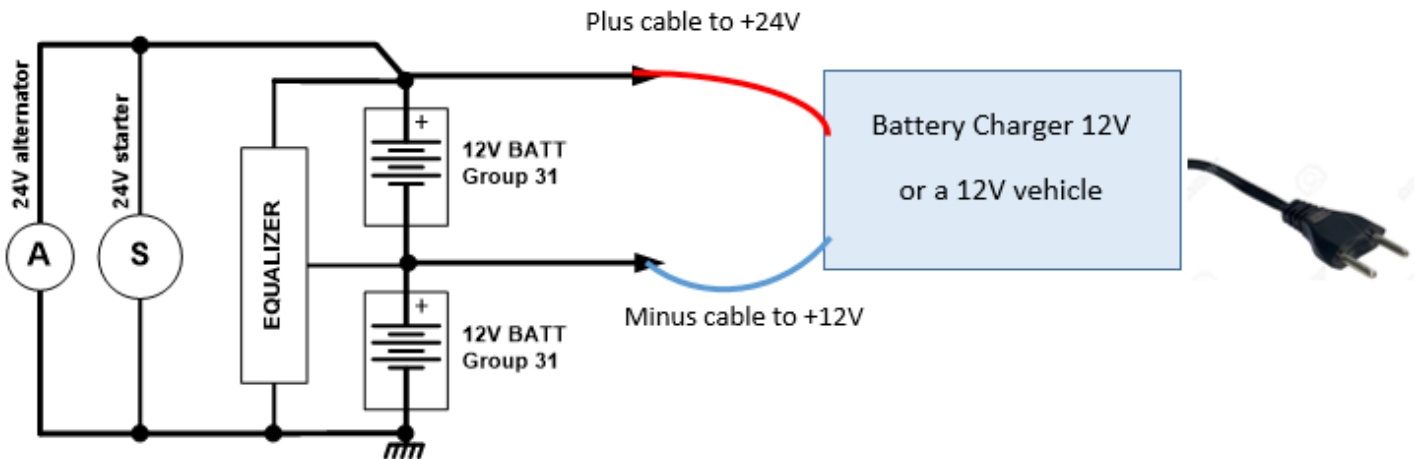 Plus cable to +24V
24V alternator
24V starter
A
S
EQUALIZER
+
12V BATT
Group 31
+
12V BATT
Group 31
Battery Charger 12V
or a 12V vehicle
Minus cable to +12V